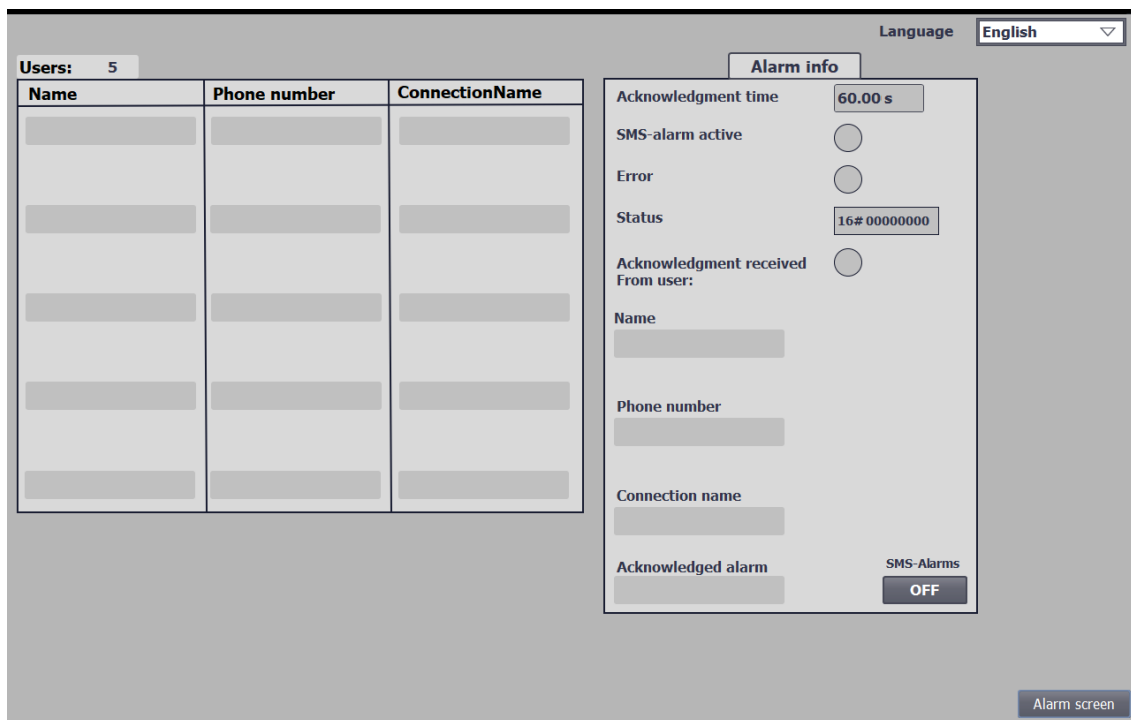 Language English
Users: 5
Name Phone number ConnectionName
Alarm info
Acknowledgment time 60.00 s
SMS-alarm active
Error
Status 16#00000000
Acknowledgment received
From user:
Name
Phone number
Connection name
Acknowledged alarm
SMS-Alarms
OFF
Alarm screen